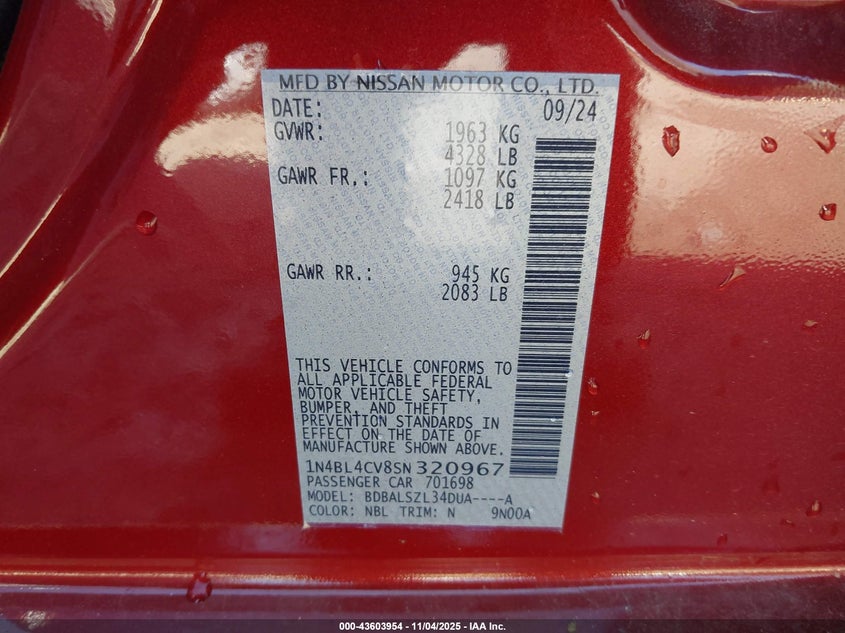 MFD BY NISSAN MOTOR CO., LTD.
DATE: 09/24
GVWR: 1963 KG
4328 LB
GAWR FR.: 1097 KG
2418 LB
GAWR RR.: 945 KG
2083 LB
THIS VEHICLE CONFORMS TO
ALL APPLICABLE FEDERAL
MOTOR VEHICLE SAFETY,
BUMPER, AND THEFT
PREVENTION STANDARDS IN
EFFECT ON THE DATE OF
MANUFACTURE SHOWN ABOVE.
1N4BL4CV8SN320967
PASSENGER CAR 701698
MODEL: BDBALSZL34DUA----A
COLOR: NBL TRIM: N 9N00A
000-43603954 - 11/04/2025 - IAA Inc.